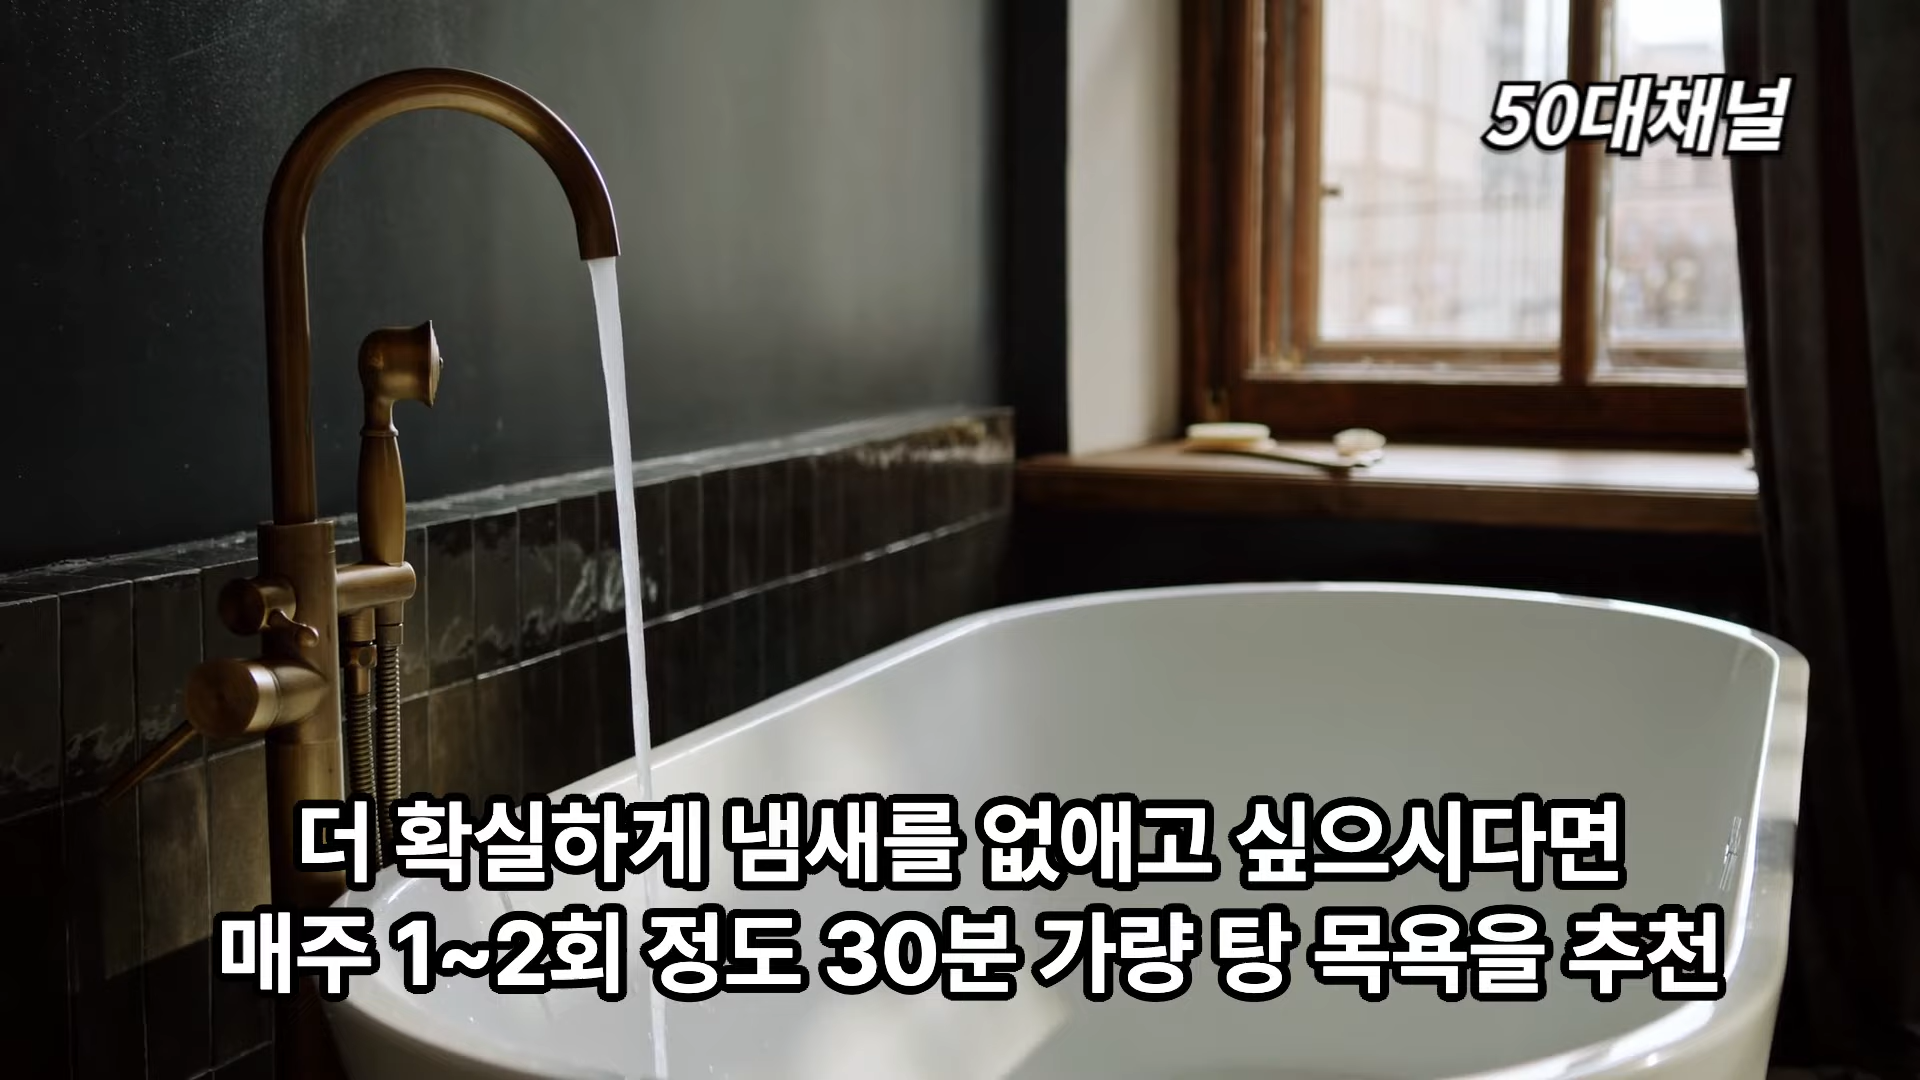 50대채널
더 확실하게 냄새를 없애고 싶으시다면
매주 1~2회 정도 30분 가량 탕 목욕을 추천